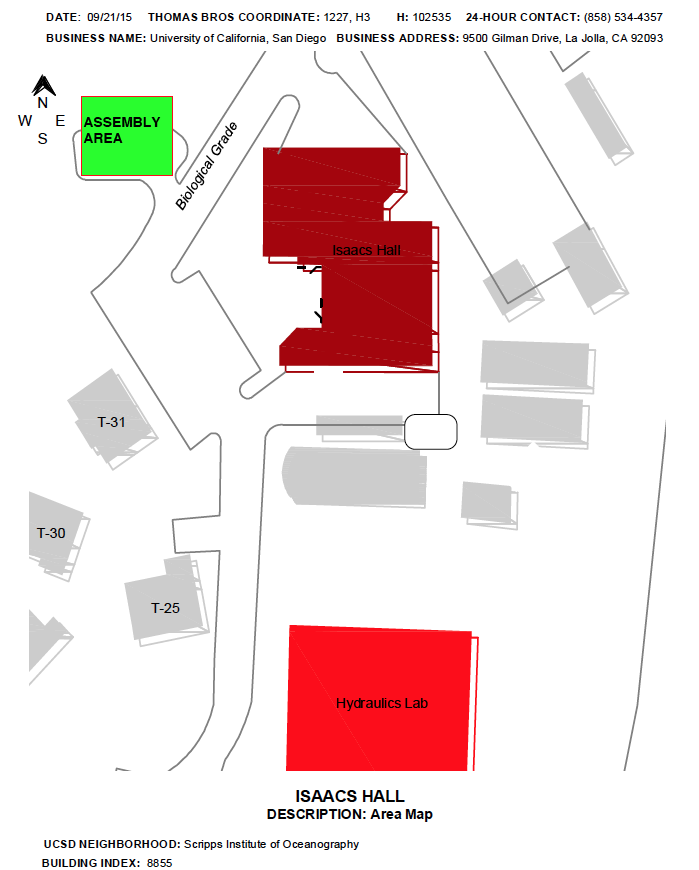 DATE: 09/21/15 THOMAS BROS COORDINATE: 1227, H3 H: 102535 24-HOUR CONTACT: (858) 534-4357
BUSINESS NAME: University of California, San Diego BUSINESS ADDRESS: 9500 Gilman Drive, La Jolla, CA 92093
N
W E
S
ASSEMBLY
AREA
Biological Grade
Isaacs Hall
T-31
T-30
T-25
Hydraulics Lab
ISAACS HALL
DESCRIPTION: Area Map
UCSD NEIGHBORHOOD: Scripps Institute of Oceanography
BUILDING INDEX: 8855